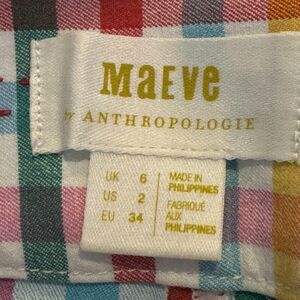 MAEVE
BY ANTHROPOLOGIE
UK 6
US 2
EU 34
MADE IN
PHILIPPINES
FABRIQUÉ
AUX
PHILIPPINES